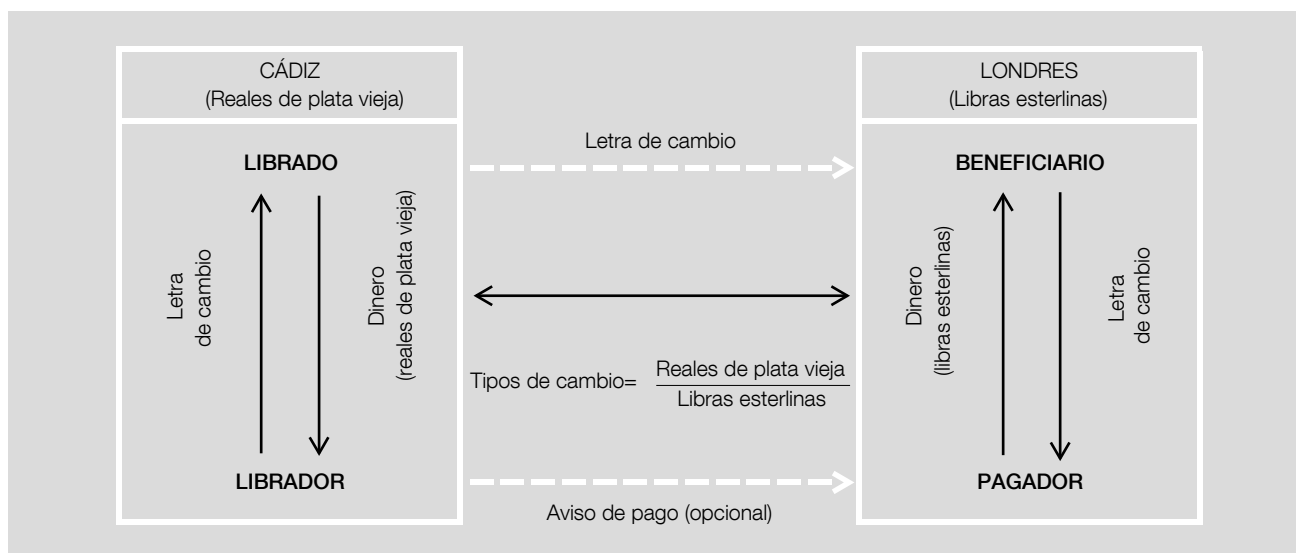 CÁDIZ
(Reales de plata vieja)
LONDRES
(Libras esterlinas)
Letra de cambio
LIBRADO
BENEFICIARIO
Letra
de cambio
Dinero
(reales de plata vieja)
Dinero
(libras esterlinas)
Letra
de cambio
Tipos de cambio= Reales de plata vieja
Libras esterlinas
LIBRADOR
PAGADOR
Aviso de pago (opcional)